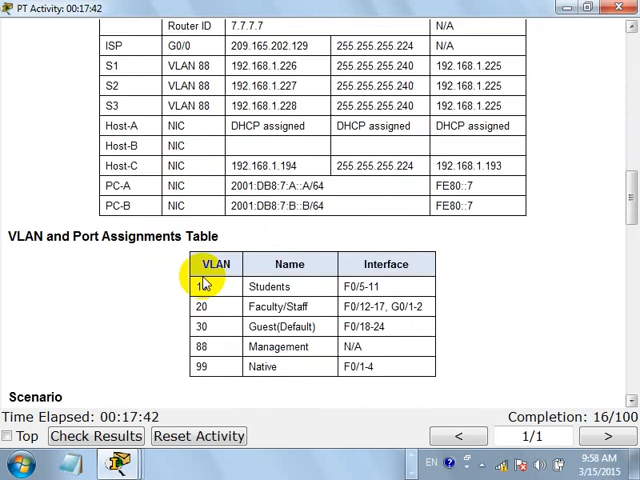 PT Activity: 00:17:42
Router ID 7.7.7.7 N/A
ISP G0/0 209.165.202.129 255.255.255.224 N/A
S1 VLAN 88 192.168.1.226 255.255.255.240 192.168.1.225
S2 VLAN 88 192.168.1.227 255.255.255.240 192.168.1.225
S3 VLAN 88 192.168.1.228 255.255.255.240 192.168.1.225
Host-A NIC DHCP assigned DHCP assigned DHCP assigned
Host-B NIC
Host-C NIC 192.168.1.194 255.255.255.224 192.168.1.193
PC-A NIC 2001:DB8:7:A::A/64 FE80::7
PC-B NIC 2001:DB8:7:B::B/64 FE80::7
VLAN and Port Assignments Table
VLAN Name Interface
Students F0/5-11
20 Faculty/Staff F0/12-17, G0/1-2
30 Guest(Default) F0/18-24
88 Management N/A
99 Native F0/1-4
Scenario
Time Elapsed: 00:17:42 Completion: 16/100
Top Check Results Reset Activity < 1/1 >
EN 9:58 AM
3/15/2015